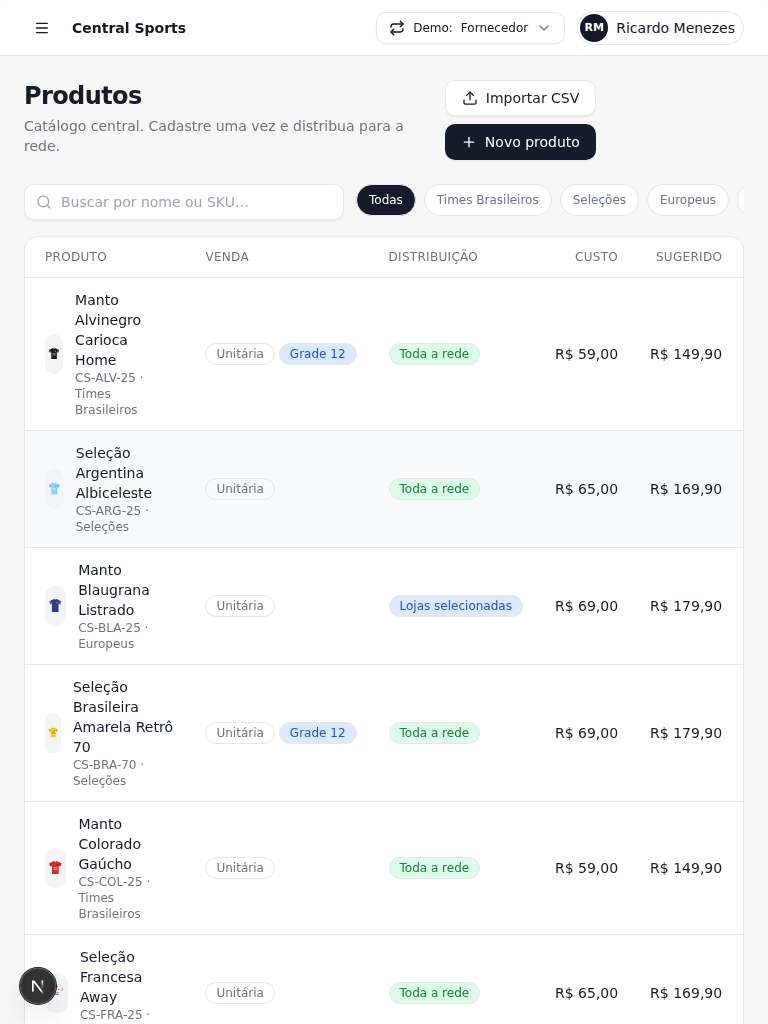 Central Sports
Demo: Fornecedor
RM
Ricardo Menezes
Produtos
Catálogo central. Cadastre uma vez e distribua para a
rede.
Importar CSV
Novo produto
Buscar por nome ou SKU...
Todas
Times Brasileiros
Seleções
Europeus
PRODUTO
VENDA
DISTRIBUIÇÃO
CUSTO
SUGERIDO
Manto
Alvinegro
Carioca
Home
CS-ALV-25 ·
Times
Brasileiros
Unitária
Grade 12
Toda a rede
R$ 59,00
R$ 149,90
Seleção
Argentina
Albiceleste
CS-ARG-25 ·
Seleções
Unitária
Toda a rede
R$ 65,00
R$ 169,90
Manto
Blaugrana
Listrado
CS-BLA-25 ·
Europeus
Unitária
Lojas selecionadas
R$ 69,00
R$ 179,90
Seleção
Brasileira
Amarela Retrô
70
CS-BRA-70 ·
Seleções
Unitária
Grade 12
Toda a rede
R$ 69,00
R$ 179,90
Manto
Colorado
Gaúcho
CS-COL-25 ·
Times
Brasileiros
Unitária
Toda a rede
R$ 59,00
R$ 149,90
Seleção
Francesa
Away
CS-FRA-25 ·
Unitária
Toda a rede
R$ 65,00
R$ 169,90
N